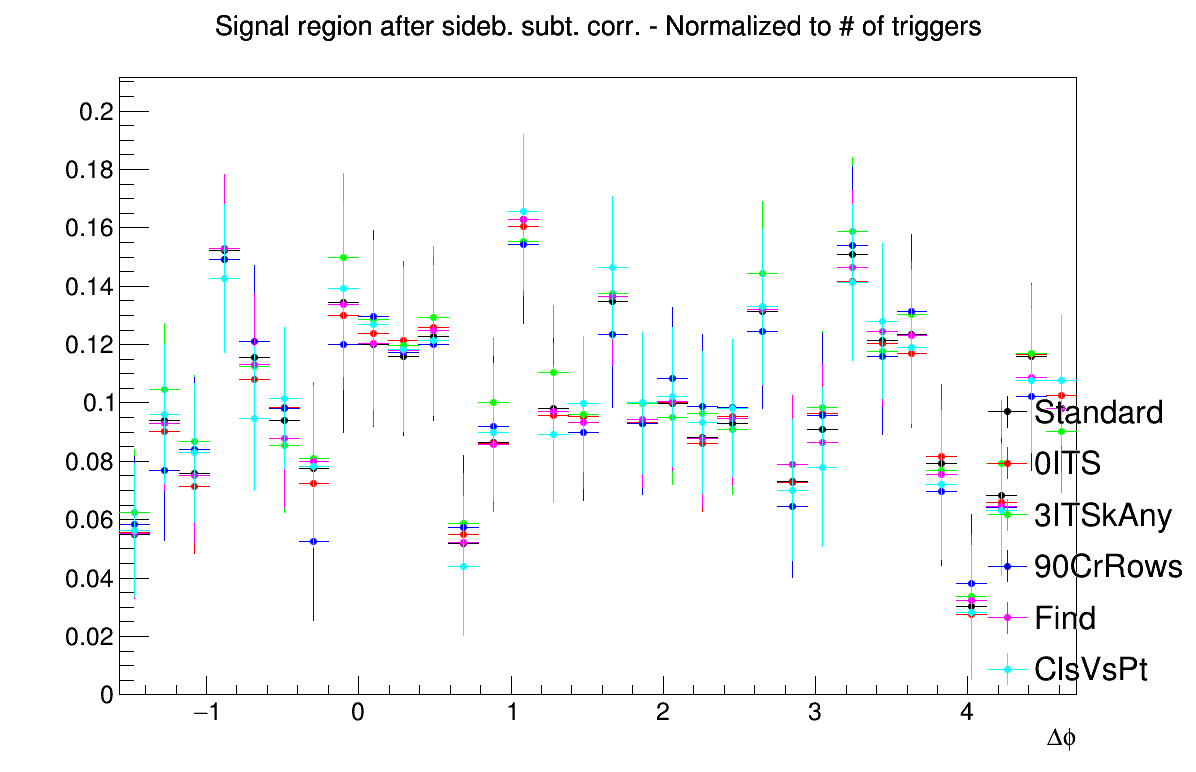 Signal region after sideb. subt. corr. - Normalized to # of triggers
0.2
0.18
0.16
0.14
0.12
0.1
0.08
0.06
0.04
0.02
0
Standard
0ITS
3ITSkAny
90CrRows
Find
ClsVsPt
−1 0 1 2 3 4
Δϕ